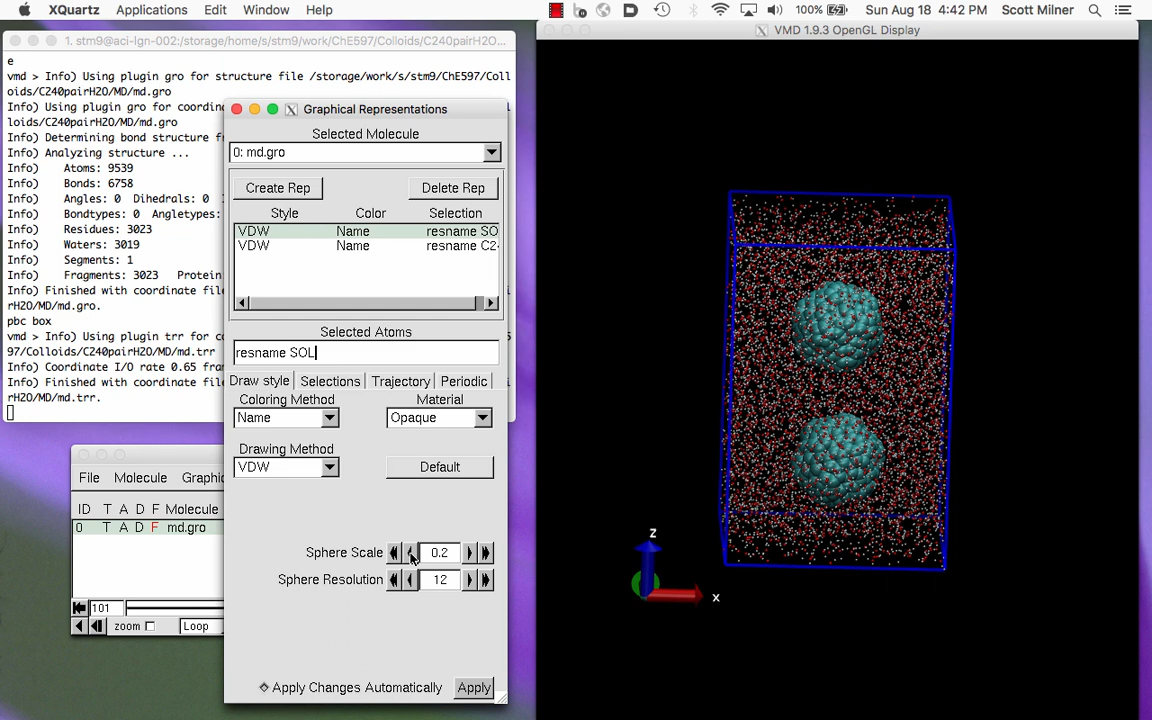 XQuartz Applications Edit Window Help 100% Sun Aug 18 4:42 PM Scott Milner
1. stm9@aci-lgn-002:/storage/home/s/stm9/work/ChE597/Colloids/C240pairH2O...
e
vmd > Info) Using plugin gro for structure file /storage/work/s/stm9/ChE597/Coll
oids/C240pairH2O/MD/md.gro
Info) Using plugin gro for coordin
loids/C240pairH2O/MD/md.gro
Info) Determining bond structure f
Info) Analyzing structure ...
Info) Atoms: 9539
Info) Bonds: 6758
Info) Angles: 0 Dihedrals: 0
Info) Bondtypes: 0 Angletypes:
Info) Residues: 3023
Info) Waters: 3019
Info) Segments: 1
Info) Fragments: 3023 Protein
Info) Finished with coordinate file
rH2O/MD/md.gro.
pbc box
vmd > Info) Using plugin trr for co
97/Colloids/C240pairH2O/MD/md.trr
Info) Coordinate I/O rate 0.65 fram
Info) Finished with coordinate file
rH2O/MD/md.trr.
File Molecule Graphic
ID T A D F Molecule
0 T A D F md.gro
101
zoom Loop
Graphical Representations
Selected Molecule
0: md.gro
Create Rep Delete Rep
Style Color Selection
VDW Name resname SO
VDW Name resname C2
Selected Atoms
resname SOL
Draw style Selections Trajectory Periodic
Coloring Method Material
Name Opaque
Drawing Method
VDW Default
Sphere Scale 0.2
Sphere Resolution 12
Apply Changes Automatically Apply
VMD 1.9.3 OpenGL Display
z
x